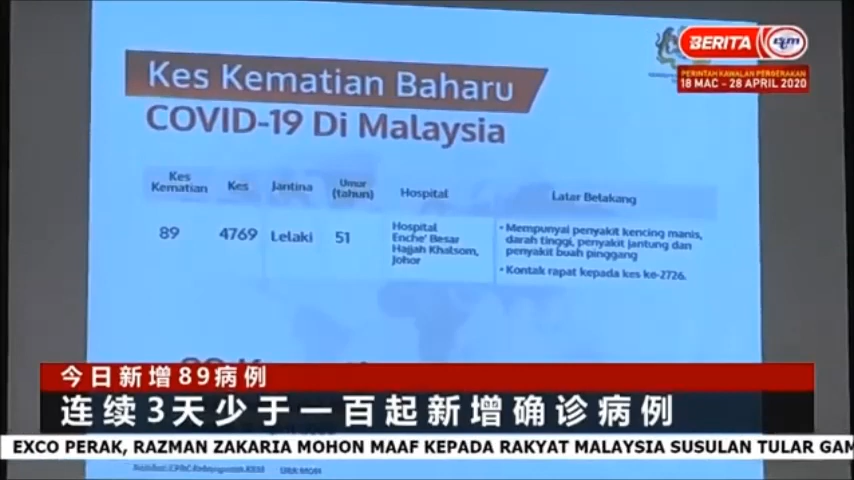 BERITA rtm
PERINTAH KAWALAN PERGERAKAN
18 MAC - 28 APRIL 2020
Kes Kematian Baharu
COVID-19 Di Malaysia
Kes Kematian Kes Jantina Umur (tahun) Hospital Latar Belakang
89 4769 Lelaki 51
Hospital
Enche' Besar
Hajjah Khalsom,
Johor
• Mempunyai penyakit kencing manis,
darah tinggi, penyakit jantung dan
penyakit buah pinggang
• Kontak rapat kepada kes ke-2726.
今日新增89病例
连续3天少于一百起新增确诊病例
EXCO PERAK, RAZMAN ZAKARIA MOHON MAAF KEPADA RAKYAT MALAYSIA SUSULAN TULAR GAM